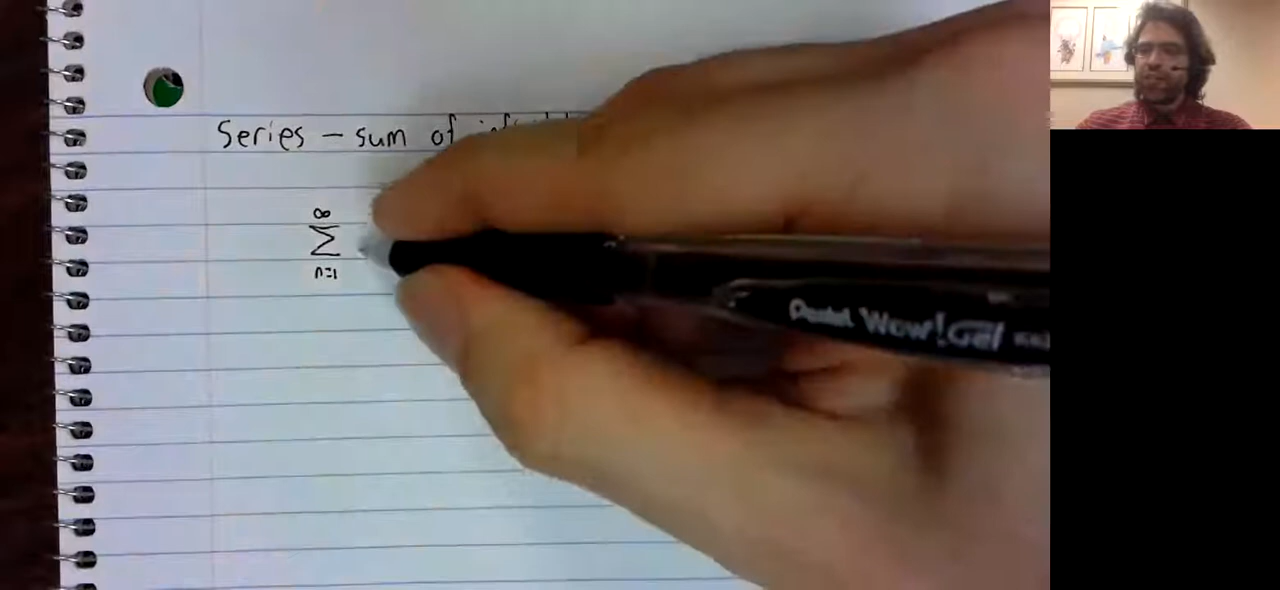 Series – sum of
∞
Σ
n=1
Pentel Wow! Gel